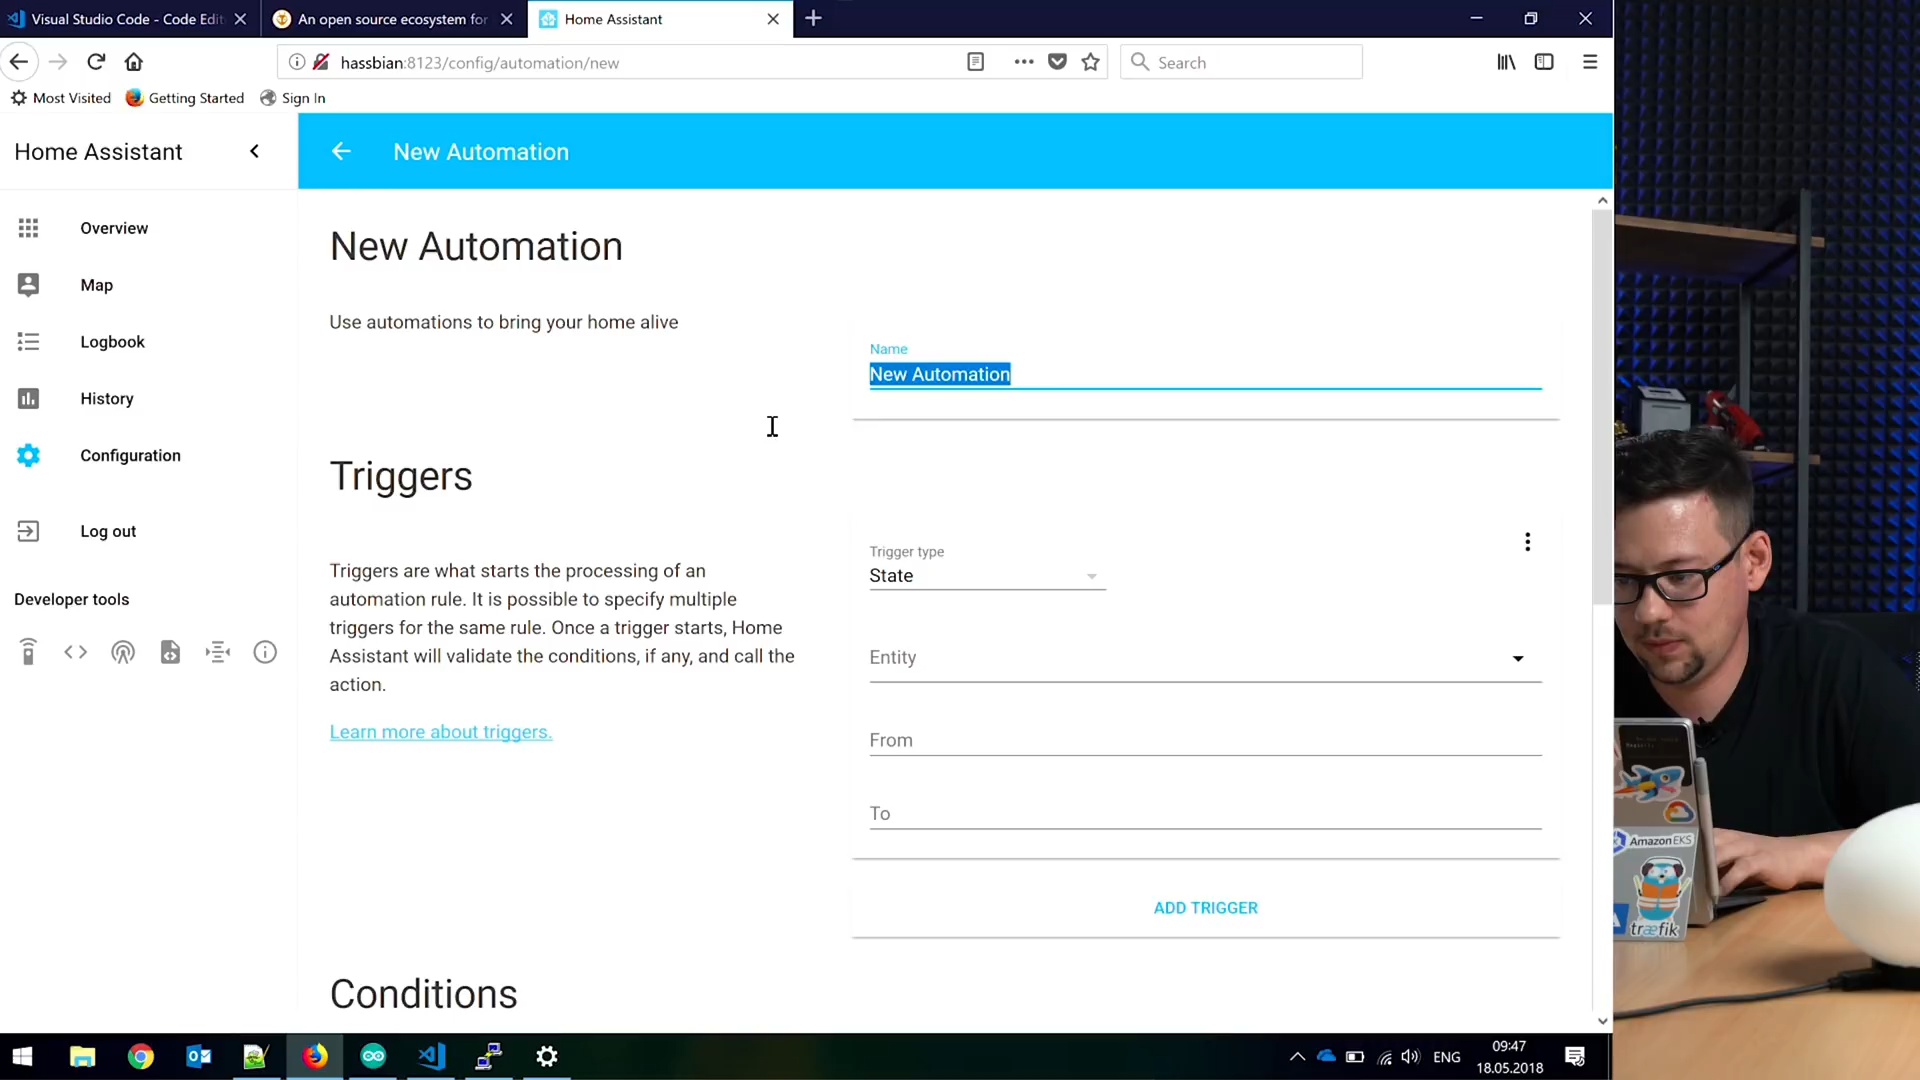 Visual Studio Code - Code Edit
An open source ecosystem for
Home Assistant
hassbian:8123/config/automation/new
Search
Most Visited
Getting Started
Sign In
Home Assistant
New Automation
Overview
Map
Logbook
History
Configuration
Log out
Developer tools
New Automation
Use automations to bring your home alive
Name
New Automation
Triggers
Triggers are what starts the processing of an
automation rule. It is possible to specify multiple
triggers for the same rule. Once a trigger starts, Home
Assistant will validate the conditions, if any, and call the
action.
Learn more about triggers.
Trigger type
State
Entity
From
To
ADD TRIGGER
Conditions
Amazon EKS
træfik
ENG
09:47
18.05.2018